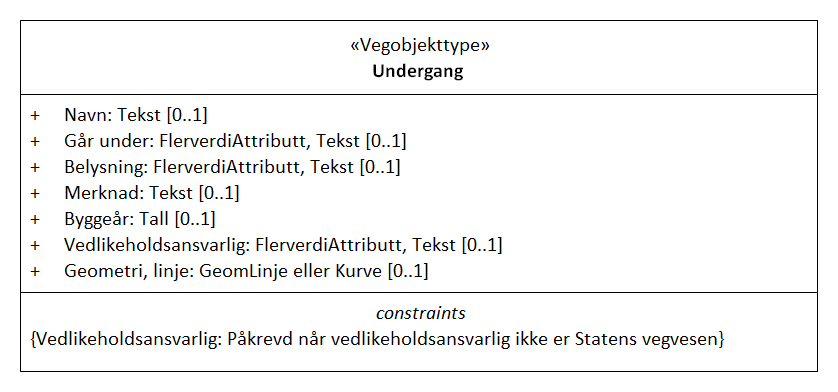 «Vegobjekttype»
Undergang
+ Navn: Tekst [0..1]
+ Går under: FlerverdiAttributt, Tekst [0..1]
+ Belysning: FlerverdiAttributt, Tekst [0..1]
+ Merknad: Tekst [0..1]
+ Byggeår: Tall [0..1]
+ Vedlikeholdsansvarlig: FlerverdiAttributt, Tekst [0..1]
+ Geometri, linje: GeomLinje eller Kurve [0..1]
constraints
{Vedlikeholdsansvarlig: Påkrevd når vedlikeholdsansvarlig ikke er Statens vegvesen}